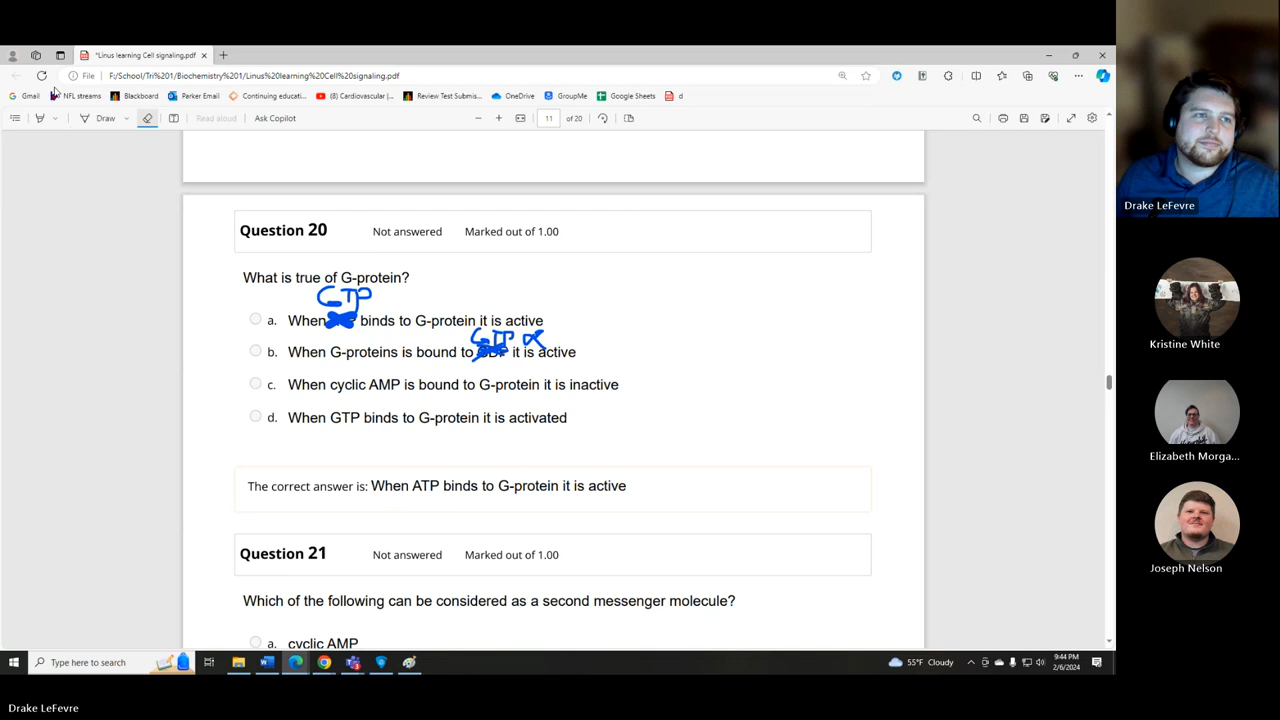 *Linus learning Cell signaling.pdf
File F:/School/Tri%201/Biochemistry%201/Linus%20learning%20Cell%20signaling.pdf
Gmail NFL streams Blackboard Parker Email Continuing educati... (8) Cardiovascular |... Review Test Submis... OneDrive GroupMe Google Sheets d
Draw Read aloud Ask Copilot 11 of 20
Drake LeFevre
Question 20 Not answered Marked out of 1.00
What is true of G-protein?
GTP
a. When binds to G-protein it is active
GTP α
b. When G-proteins is bound to GDP it is active
c. When cyclic AMP is bound to G-protein it is inactive
d. When GTP binds to G-protein it is activated
The correct answer is: When ATP binds to G-protein it is active
Question 21 Not answered Marked out of 1.00
Which of the following can be considered as a second messenger molecule?
a. cyclic AMP
Kristine White
Elizabeth Morga...
Joseph Nelson
Type here to search
55°F Cloudy
9:44 PM
2/6/2024
Drake LeFevre